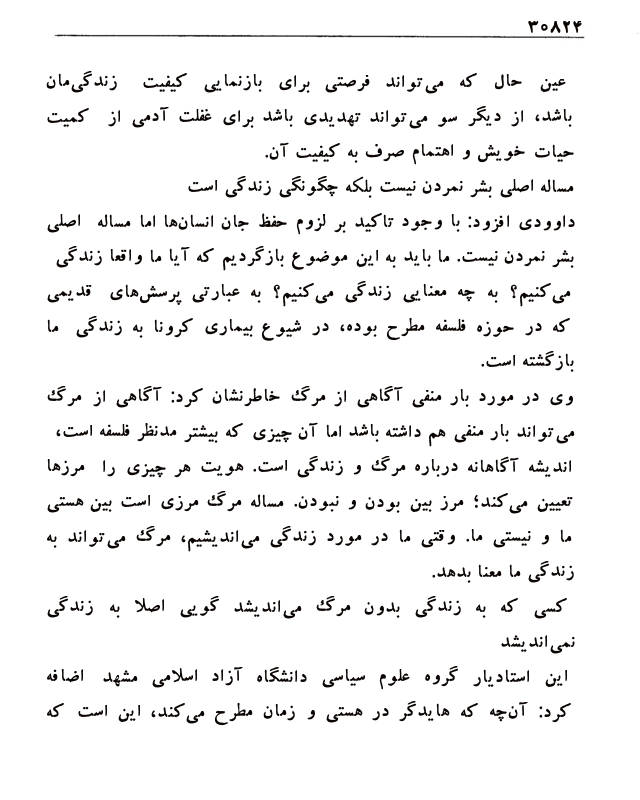 ۳۰۸۲۴
عین حال که می‌تواند فرصتی برای بازنمایی کیفیت زندگی‌مان
باشد، از دیگر سو می‌تواند تهدیدی باشد برای غفلت آدمی از کمیت
حیات خویش و اهتمام صرف به کیفیت آن.
مساله اصلی بشر نمردن نیست بلکه چگونگی زندگی است
داوودی افزود: با وجود تاکید بر لزوم حفظ جان انسان‌ها اما مساله اصلی
بشر نمردن نیست. ما باید به این موضوع بازگردیم که آیا ما واقعا زندگی
می‌کنیم؟ به چه معنایی زندگی می‌کنیم؟ به عبارتی پرسش‌های قدیمی
که در حوزه فلسفه مطرح بوده، در شیوع بیماری کرونا به زندگی ما
بازگشته است.
وی در مورد بار منفی آگاهی از مرگ خاطرنشان کرد: آگاهی از مرگ
می‌تواند بار منفی هم داشته باشد اما آن چیزی که بیشتر مدنظر فلسفه است،
اندیشه آگاهانه درباره مرگ و زندگی است. هویت هر چیزی را مرزها
تعیین می‌کند؛ مرز بین بودن و نبودن. مساله مرگ مرزی است بین هستی
ما و نیستی ما. وقتی ما در مورد زندگی می‌اندیشیم، مرگ می‌تواند به
زندگی ما معنا بدهد.
کسی که به زندگی بدون مرگ می‌اندیشد گویی اصلا به زندگی
نمی‌اندیشد
این استادیار گروه علوم سیاسی دانشگاه آزاد اسلامی مشهد اضافه
کرد: آن‌چه که هایدگر در هستی و زمان مطرح می‌کند، این است که